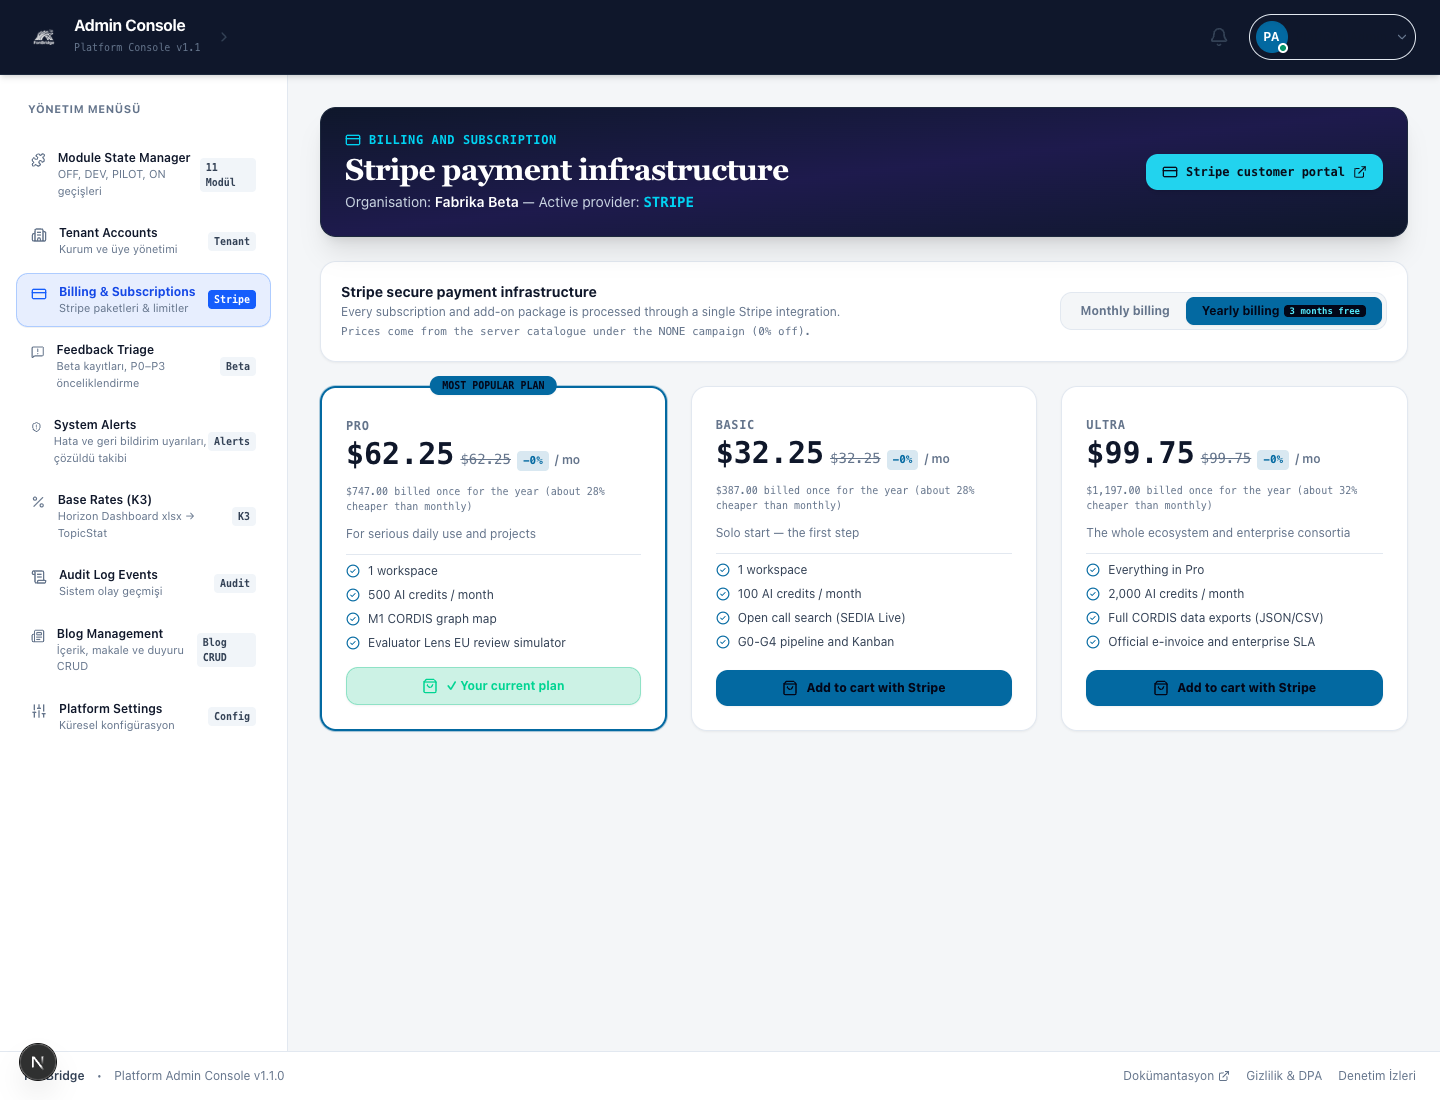 Admin Console
Platform Console v1.1
PA
YÖNETIM MENÜSÜ
Module State Manager
OFF, DEV, PILOT, ON
geçişleri
11
Modül
Tenant Accounts
Kurum ve üye yönetimi
Tenant
Billing & Subscriptions
Stripe paketleri & limitler
Stripe
Feedback Triage
Beta kayıtları, P0–P3
önceliklendirme
Beta
System Alerts
Hata ve geri bildirim uyarıları,
çözüldü takibi
Alerts
Base Rates (K3)
Horizon Dashboard xlsx →
TopicStat
K3
Audit Log Events
Sistem olay geçmişi
Audit
Blog Management
İçerik, makale ve duyuru
CRUD
Blog
CRUD
Platform Settings
Küresel konfigürasyon
Config
BILLING AND SUBSCRIPTION
Stripe payment infrastructure
Organisation: Fabrika Beta — Active provider: STRIPE
Stripe customer portal
Stripe secure payment infrastructure
Every subscription and add-on package is processed through a single Stripe integration.
Prices come from the server catalogue under the NONE campaign (0% off).
Monthly billing
Yearly billing 3 months free
MOST POPULAR PLAN
PRO
$62.25 $62.25 −0% / mo
$747.00 billed once for the year (about 28%
cheaper than monthly)
For serious daily use and projects
1 workspace
500 AI credits / month
M1 CORDIS graph map
Evaluator Lens EU review simulator
✓ Your current plan
BASIC
$32.25 $32.25 −0% / mo
$387.00 billed once for the year (about 28%
cheaper than monthly)
Solo start — the first step
1 workspace
100 AI credits / month
Open call search (SEDIA Live)
G0-G4 pipeline and Kanban
Add to cart with Stripe
ULTRA
$99.75 $99.75 −0% / mo
$1,197.00 billed once for the year (about 32%
cheaper than monthly)
The whole ecosystem and enterprise consortia
Everything in Pro
2,000 AI credits / month
Full CORDIS data exports (JSON/CSV)
Official e-invoice and enterprise SLA
Add to cart with Stripe
N
Bridge • Platform Admin Console v1.1.0
Dokümantasyon
Gizlilik & DPA
Denetim İzleri